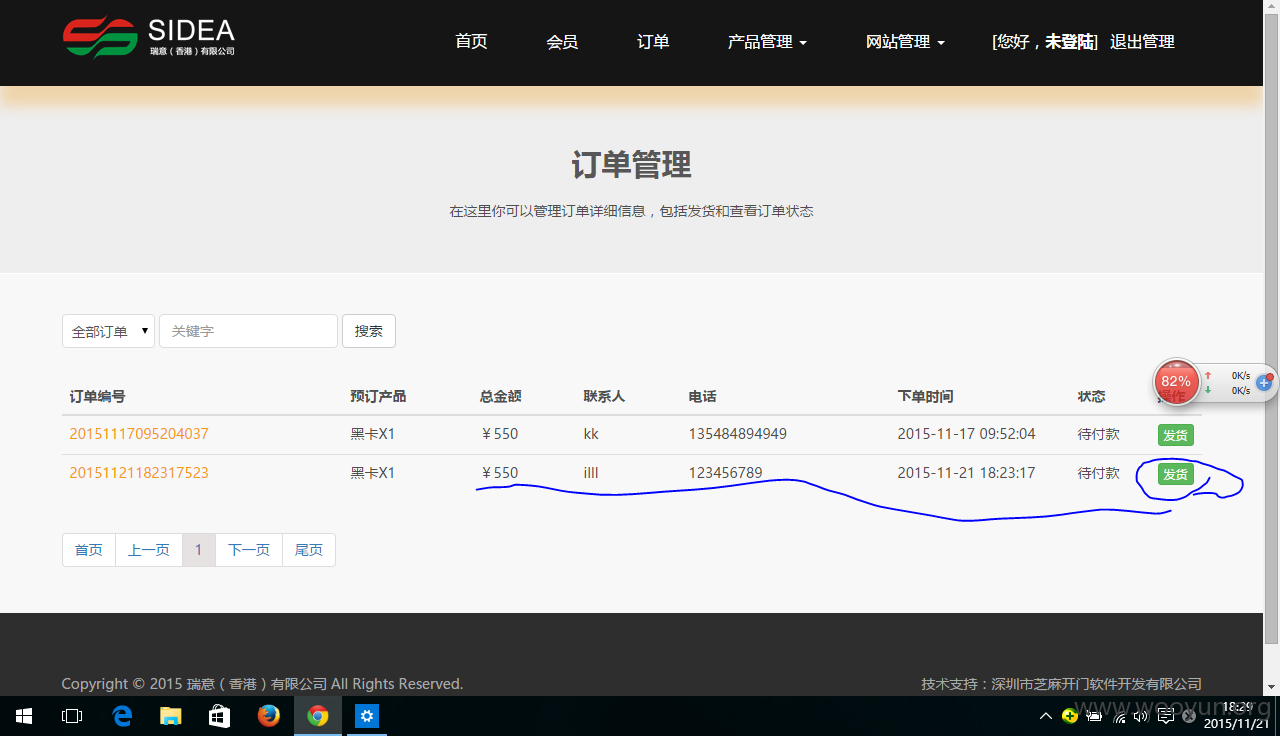 SIDEA
瑞意（香港）有限公司
首页 会员 订单 产品管理 网站管理 [您好，未登陆] 退出管理
订单管理
在这里你可以管理订单详细信息，包括发货和查看订单状态
全部订单 关键字 搜索
82% 0K/s
0K/s
订单编号 预订产品 总金额 联系人 电话 下单时间 状态 操作
20151117095204037 黑卡X1 ￥550 kk 135484894949 2015-11-17 09:52:04 待付款 发货
20151121182317523 黑卡X1 ￥550 illl 123456789 2015-11-21 18:23:17 待付款 发货
首页 上一页 1 下一页 尾页
Copyright © 2015 瑞意（香港）有限公司 All Rights Reserved. 技术支持：深圳市芝麻开门软件开发有限公司
www.wooyun.org
18:29
2015/11/21